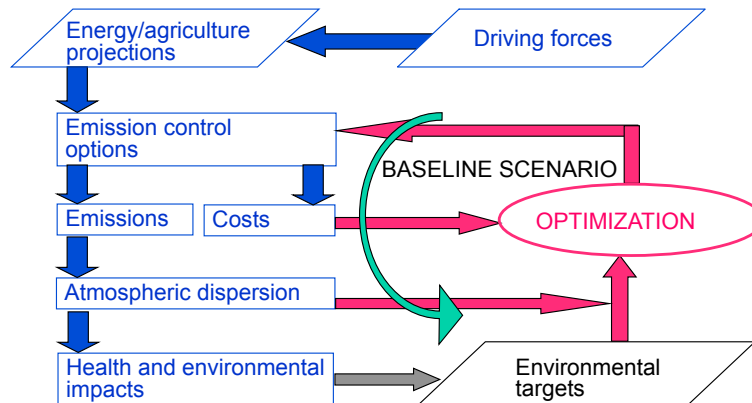 Energy/agriculture
projections
Driving forces
Emission control
options
BASELINE SCENARIO
Emissions
Costs
OPTIMIZATION
Atmospheric dispersion
Health and environmental
impacts
Environmental
targets